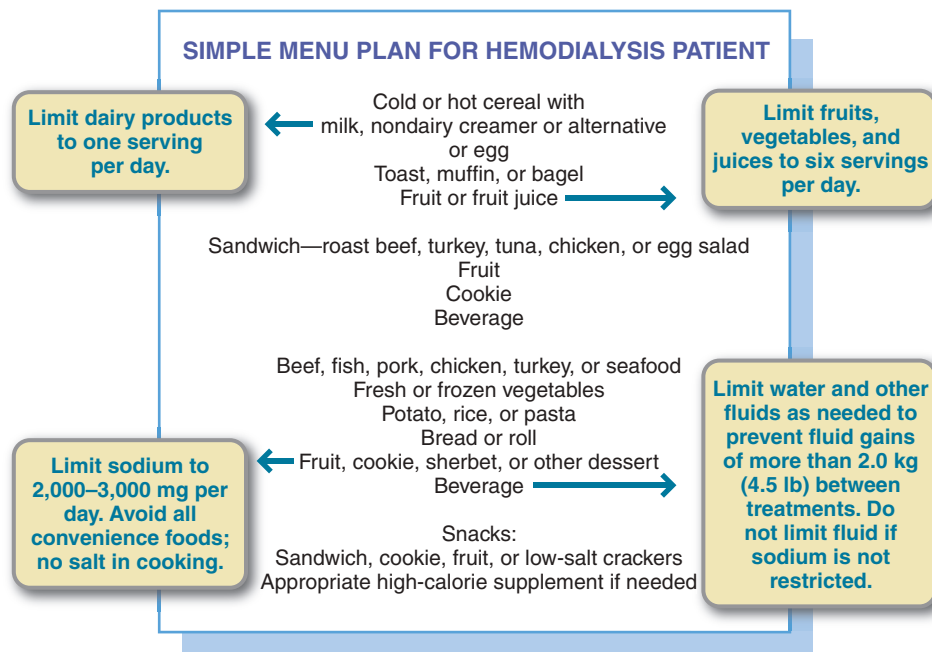 SIMPLE MENU PLAN FOR HEMODIALYSIS PATIENT
Limit dairy products
to one serving
per day.
Cold or hot cereal with
milk, nondairy creamer or alternative
or egg
Toast, muffin, or bagel
Fruit or fruit juice
Limit fruits,
vegetables, and
juices to six servings
per day.
Sandwich—roast beef, turkey, tuna, chicken, or egg salad
Fruit
Cookie
Beverage
Beef, fish, pork, chicken, turkey, or seafood
Fresh or frozen vegetables
Potato, rice, or pasta
Bread or roll
Fruit, cookie, sherbet, or other dessert
Beverage
Limit sodium to
2,000–3,000 mg per
day. Avoid all
convenience foods;
no salt in cooking.
Limit water and other
fluids as needed to
prevent fluid gains
of more than 2.0 kg
(4.5 lb) between
treatments. Do
not limit fluid if
sodium is not
restricted.
Snacks:
Sandwich, cookie, fruit, or low-salt crackers
Appropriate high-calorie supplement if needed